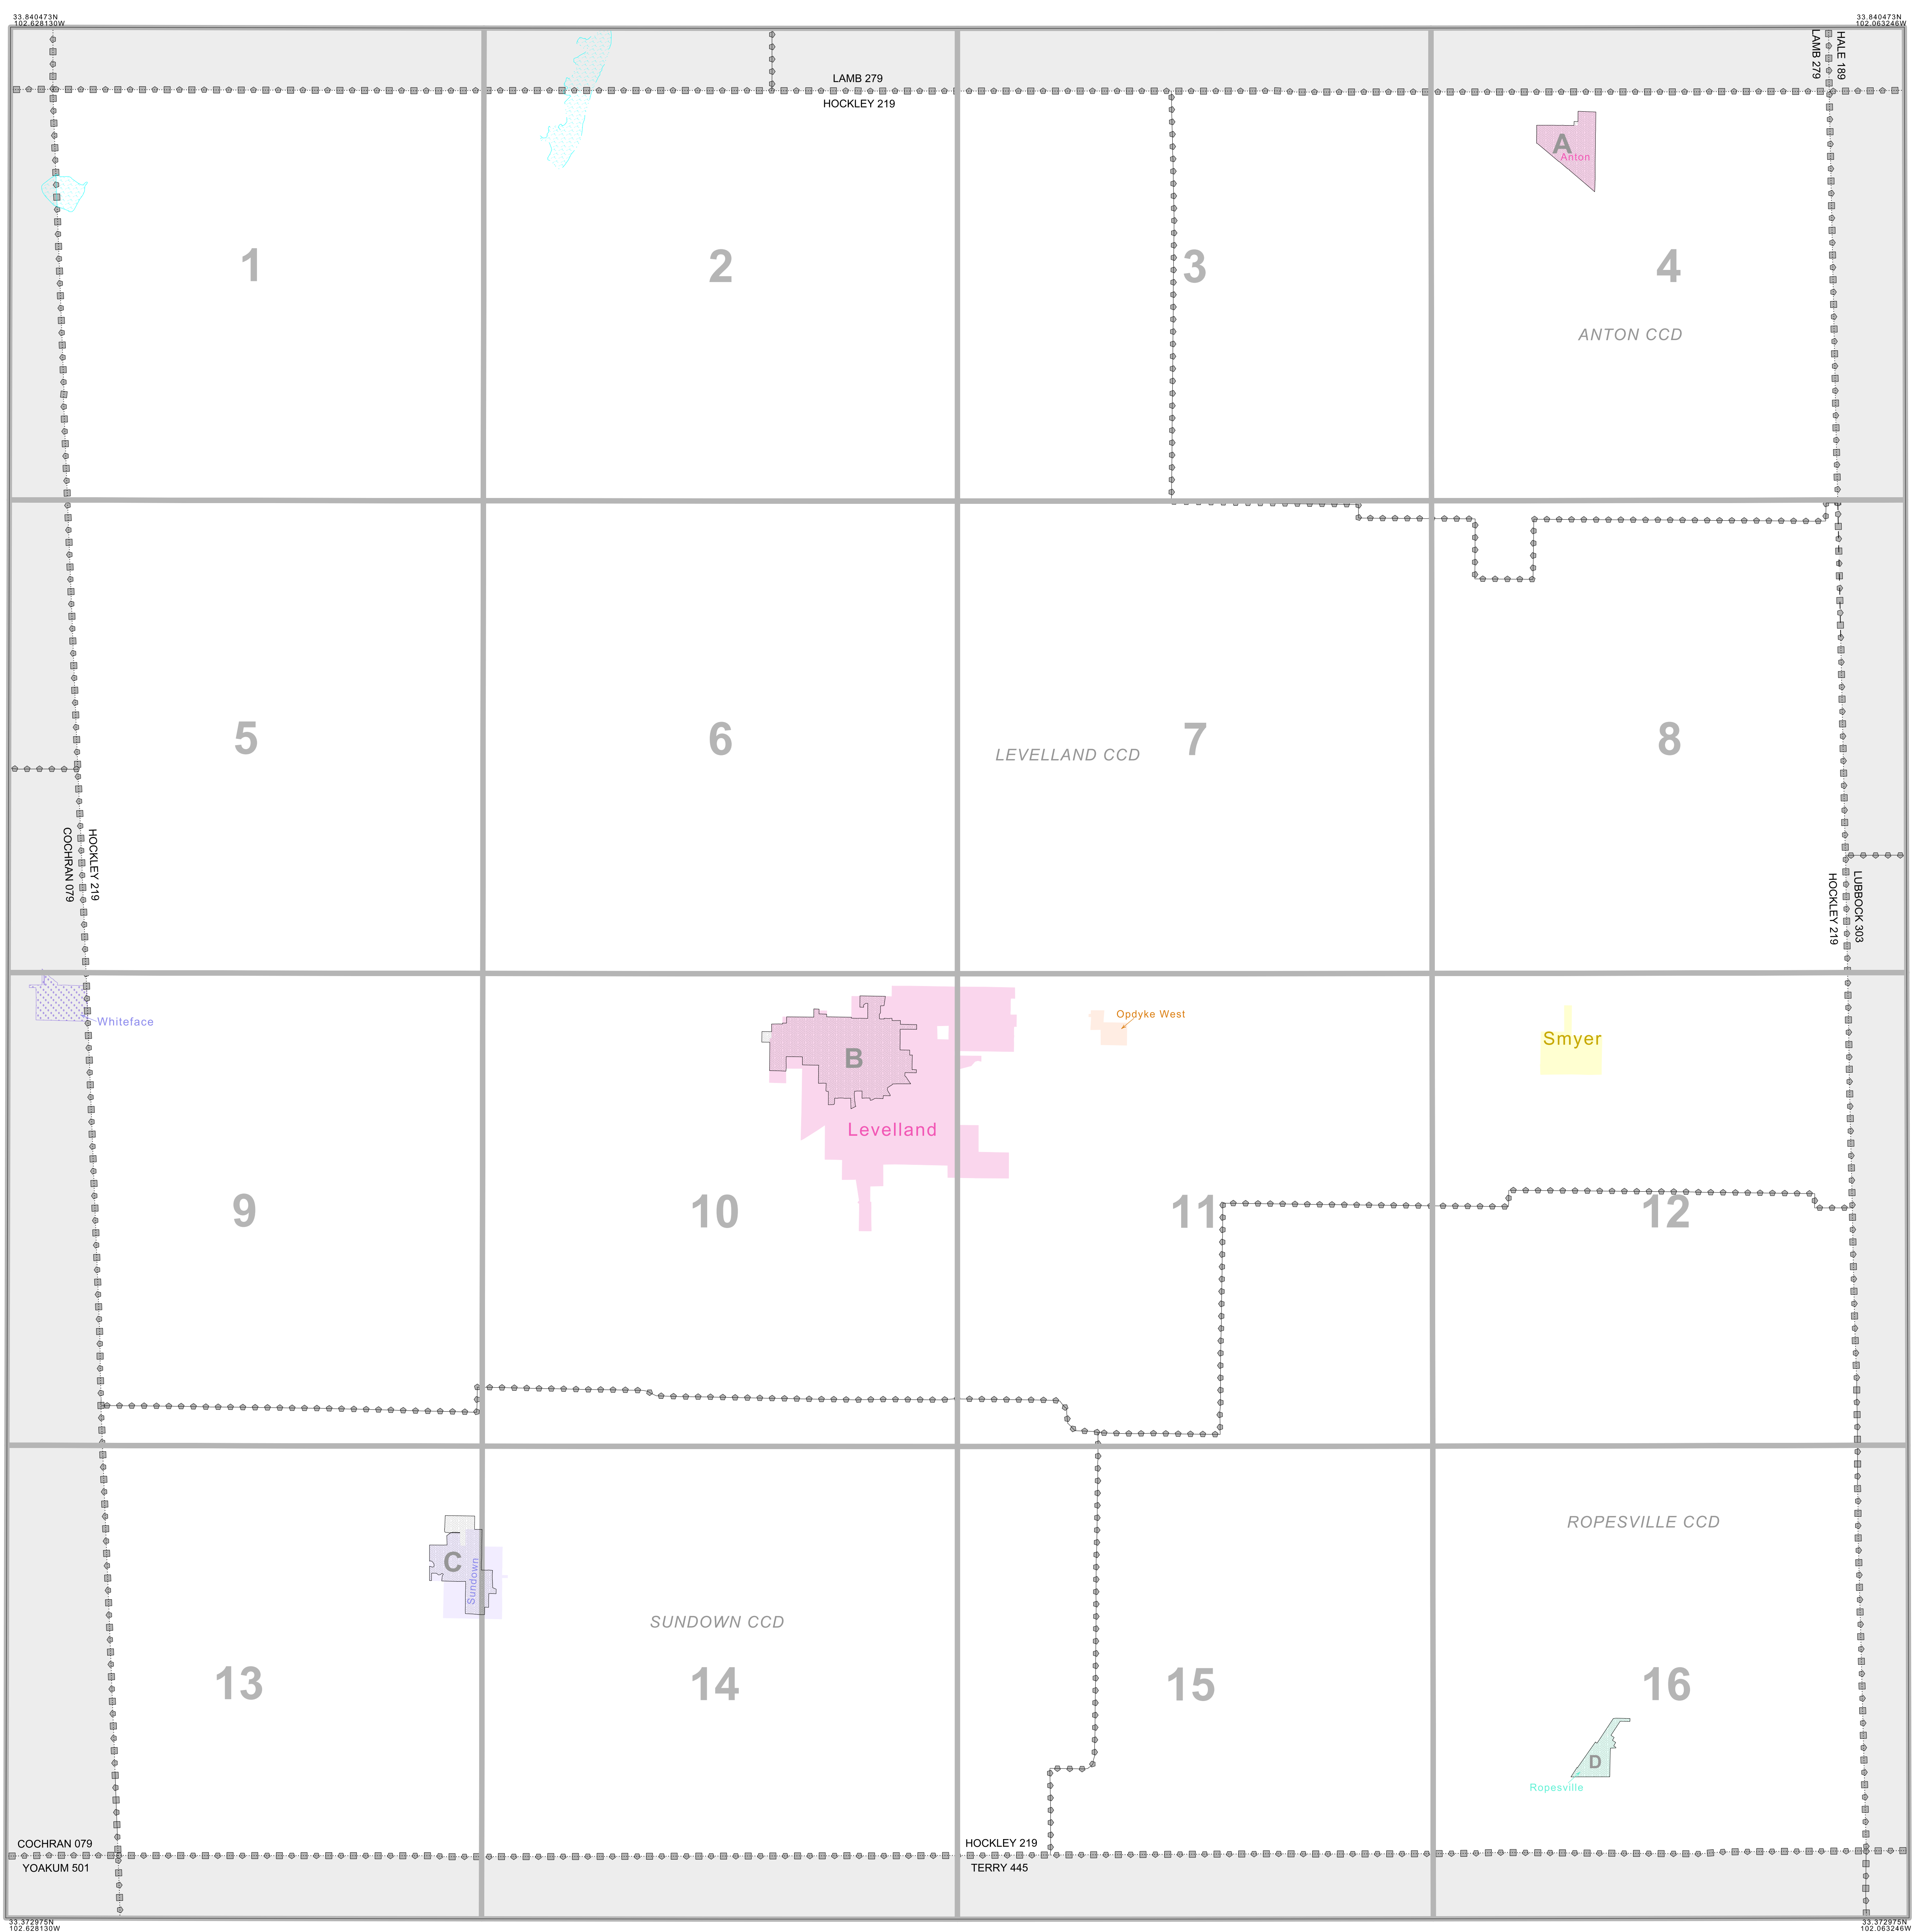 33.840473N
102.628130W
33.840473N
102.063246W
LAMB 279
HOCKLEY 219
LAMB 279
HALE 189
A
Anton
1
2
3
4
ANTON CCD
5
6
LEVELLAND CCD
7
8
COCHRAN 079
HOCKLEY 219
HOCKLEY 219
LUBBOCK 303
Whiteface
B
Levelland
Opdyke West
Smyer
9
10
11
12
C
Sundown
ROPESVILLE CCD
SUNDOWN CCD
13
14
15
16
D
Ropesville
COCHRAN 079
YOAKUM 501
HOCKLEY 219
TERRY 445
33.372975N
102.628130W
33.372975N
102.063246W